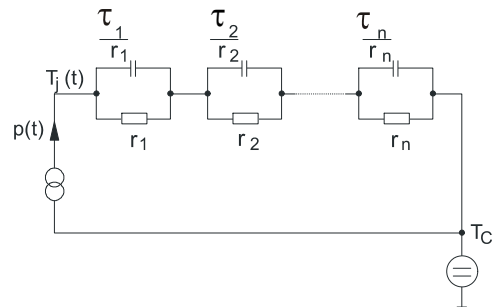 τ1/r1 τ2/r2 τn/rn
Tj(t)
p(t)
r1 r2 rn
TC